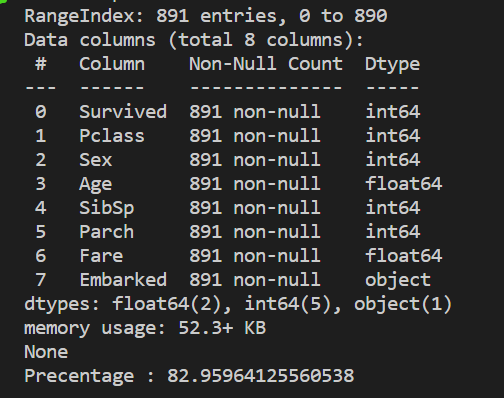 RangeIndex: 891 entries, 0 to 890
Data columns (total 8 columns):
 #   Column    Non-Null Count  Dtype
---  ------    --------------  -----
 0   Survived  891 non-null    int64
 1   Pclass    891 non-null    int64
 2   Sex       891 non-null    int64
 3   Age       891 non-null    float64
 4   SibSp     891 non-null    int64
 5   Parch     891 non-null    int64
 6   Fare      891 non-null    float64
 7   Embarked  891 non-null    object
dtypes: float64(2), int64(5), object(1)
memory usage: 52.3+ KB
None
Precentage : 82.95964125560538